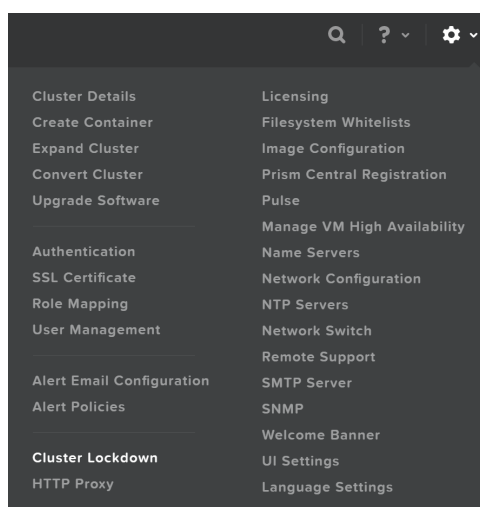 ?
Cluster Details
Create Container
Expand Cluster
Convert Cluster
Upgrade Software
Authentication
SSL Certificate
Role Mapping
User Management
Alert Email Configuration
Alert Policies
Cluster Lockdown
HTTP Proxy
Licensing
Filesystem Whitelists
Image Configuration
Prism Central Registration
Pulse
Manage VM High Availability
Name Servers
Network Configuration
NTP Servers
Network Switch
Remote Support
SMTP Server
SNMP
Welcome Banner
UI Settings
Language Settings